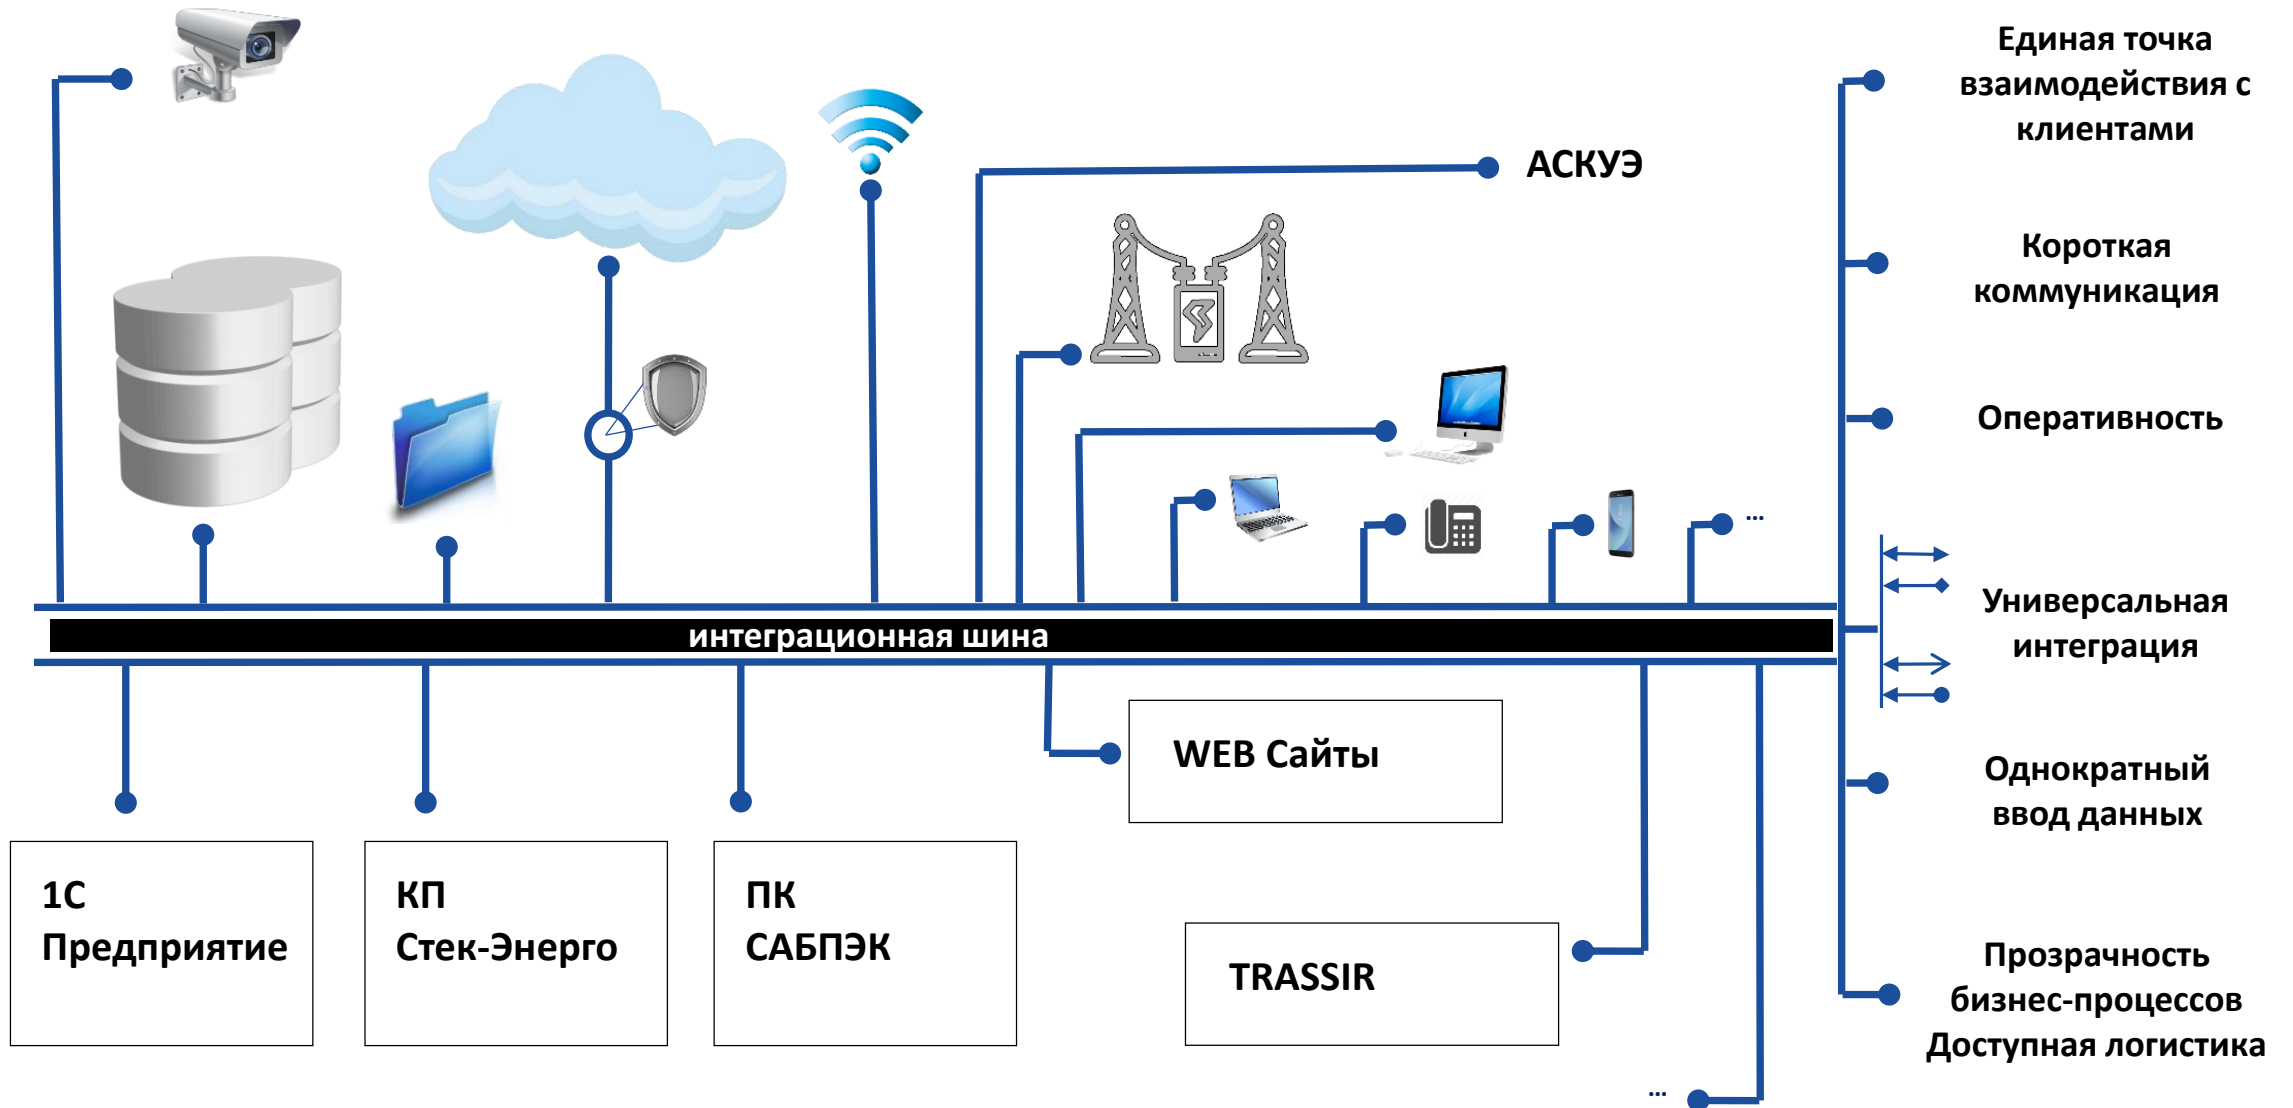 Единая точка
взаимодействия с
клиентами
АСКУЭ
Короткая
коммуникация
Оперативность
...
интеграционная шина
Универсальная
интеграция
WEB Сайты
Однократный
ввод данных
1С
Предприятие
КП
Стек-Энерго
ПК
САБПЭК
TRASSIR
Прозрачность
бизнес-процессов
Доступная логистика
...